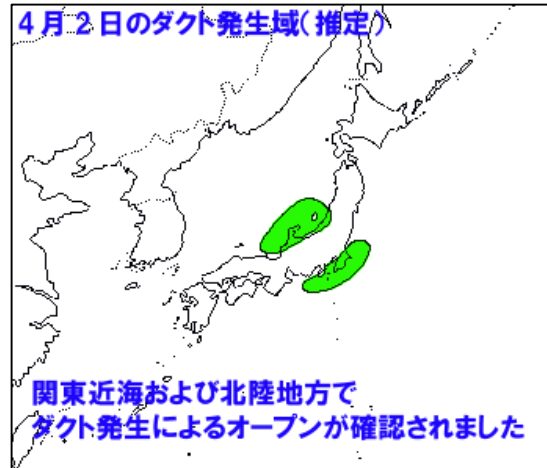 4月2日のダクト発生域(推定)
関東近海および北陸地方で
ダクト発生によるオープンが確認されました